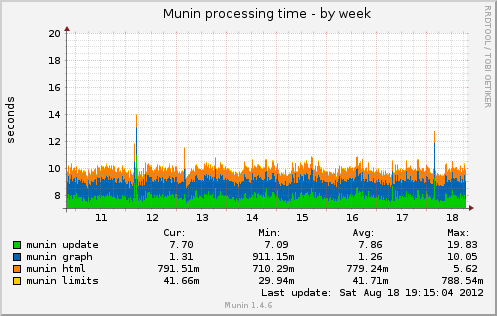 Munin processing time - by week
RRDTOOL / TOBI OETIKER
seconds
20
18
16
14
12
10
8
11 12 13 14 15 16 17 18
Cur: Min: Avg: Max:
munin update 7.70 7.09 7.86 19.83
munin graph 1.31 911.15m 1.26 10.05
munin html 791.51m 710.29m 779.24m 5.62
munin limits 41.66m 29.94m 41.71m 788.54m
Last update: Sat Aug 18 19:15:04 2012
Munin 1.4.6